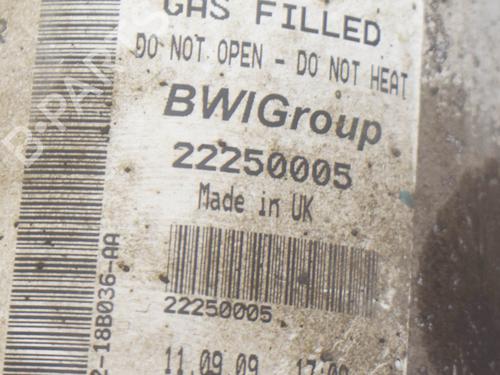 GAS FILLED
DO NOT OPEN - DO NOT HEAT
BWIGroup
22250005
Made in UK
22250005
-18B036-AA
11.09.09
B-PARTS